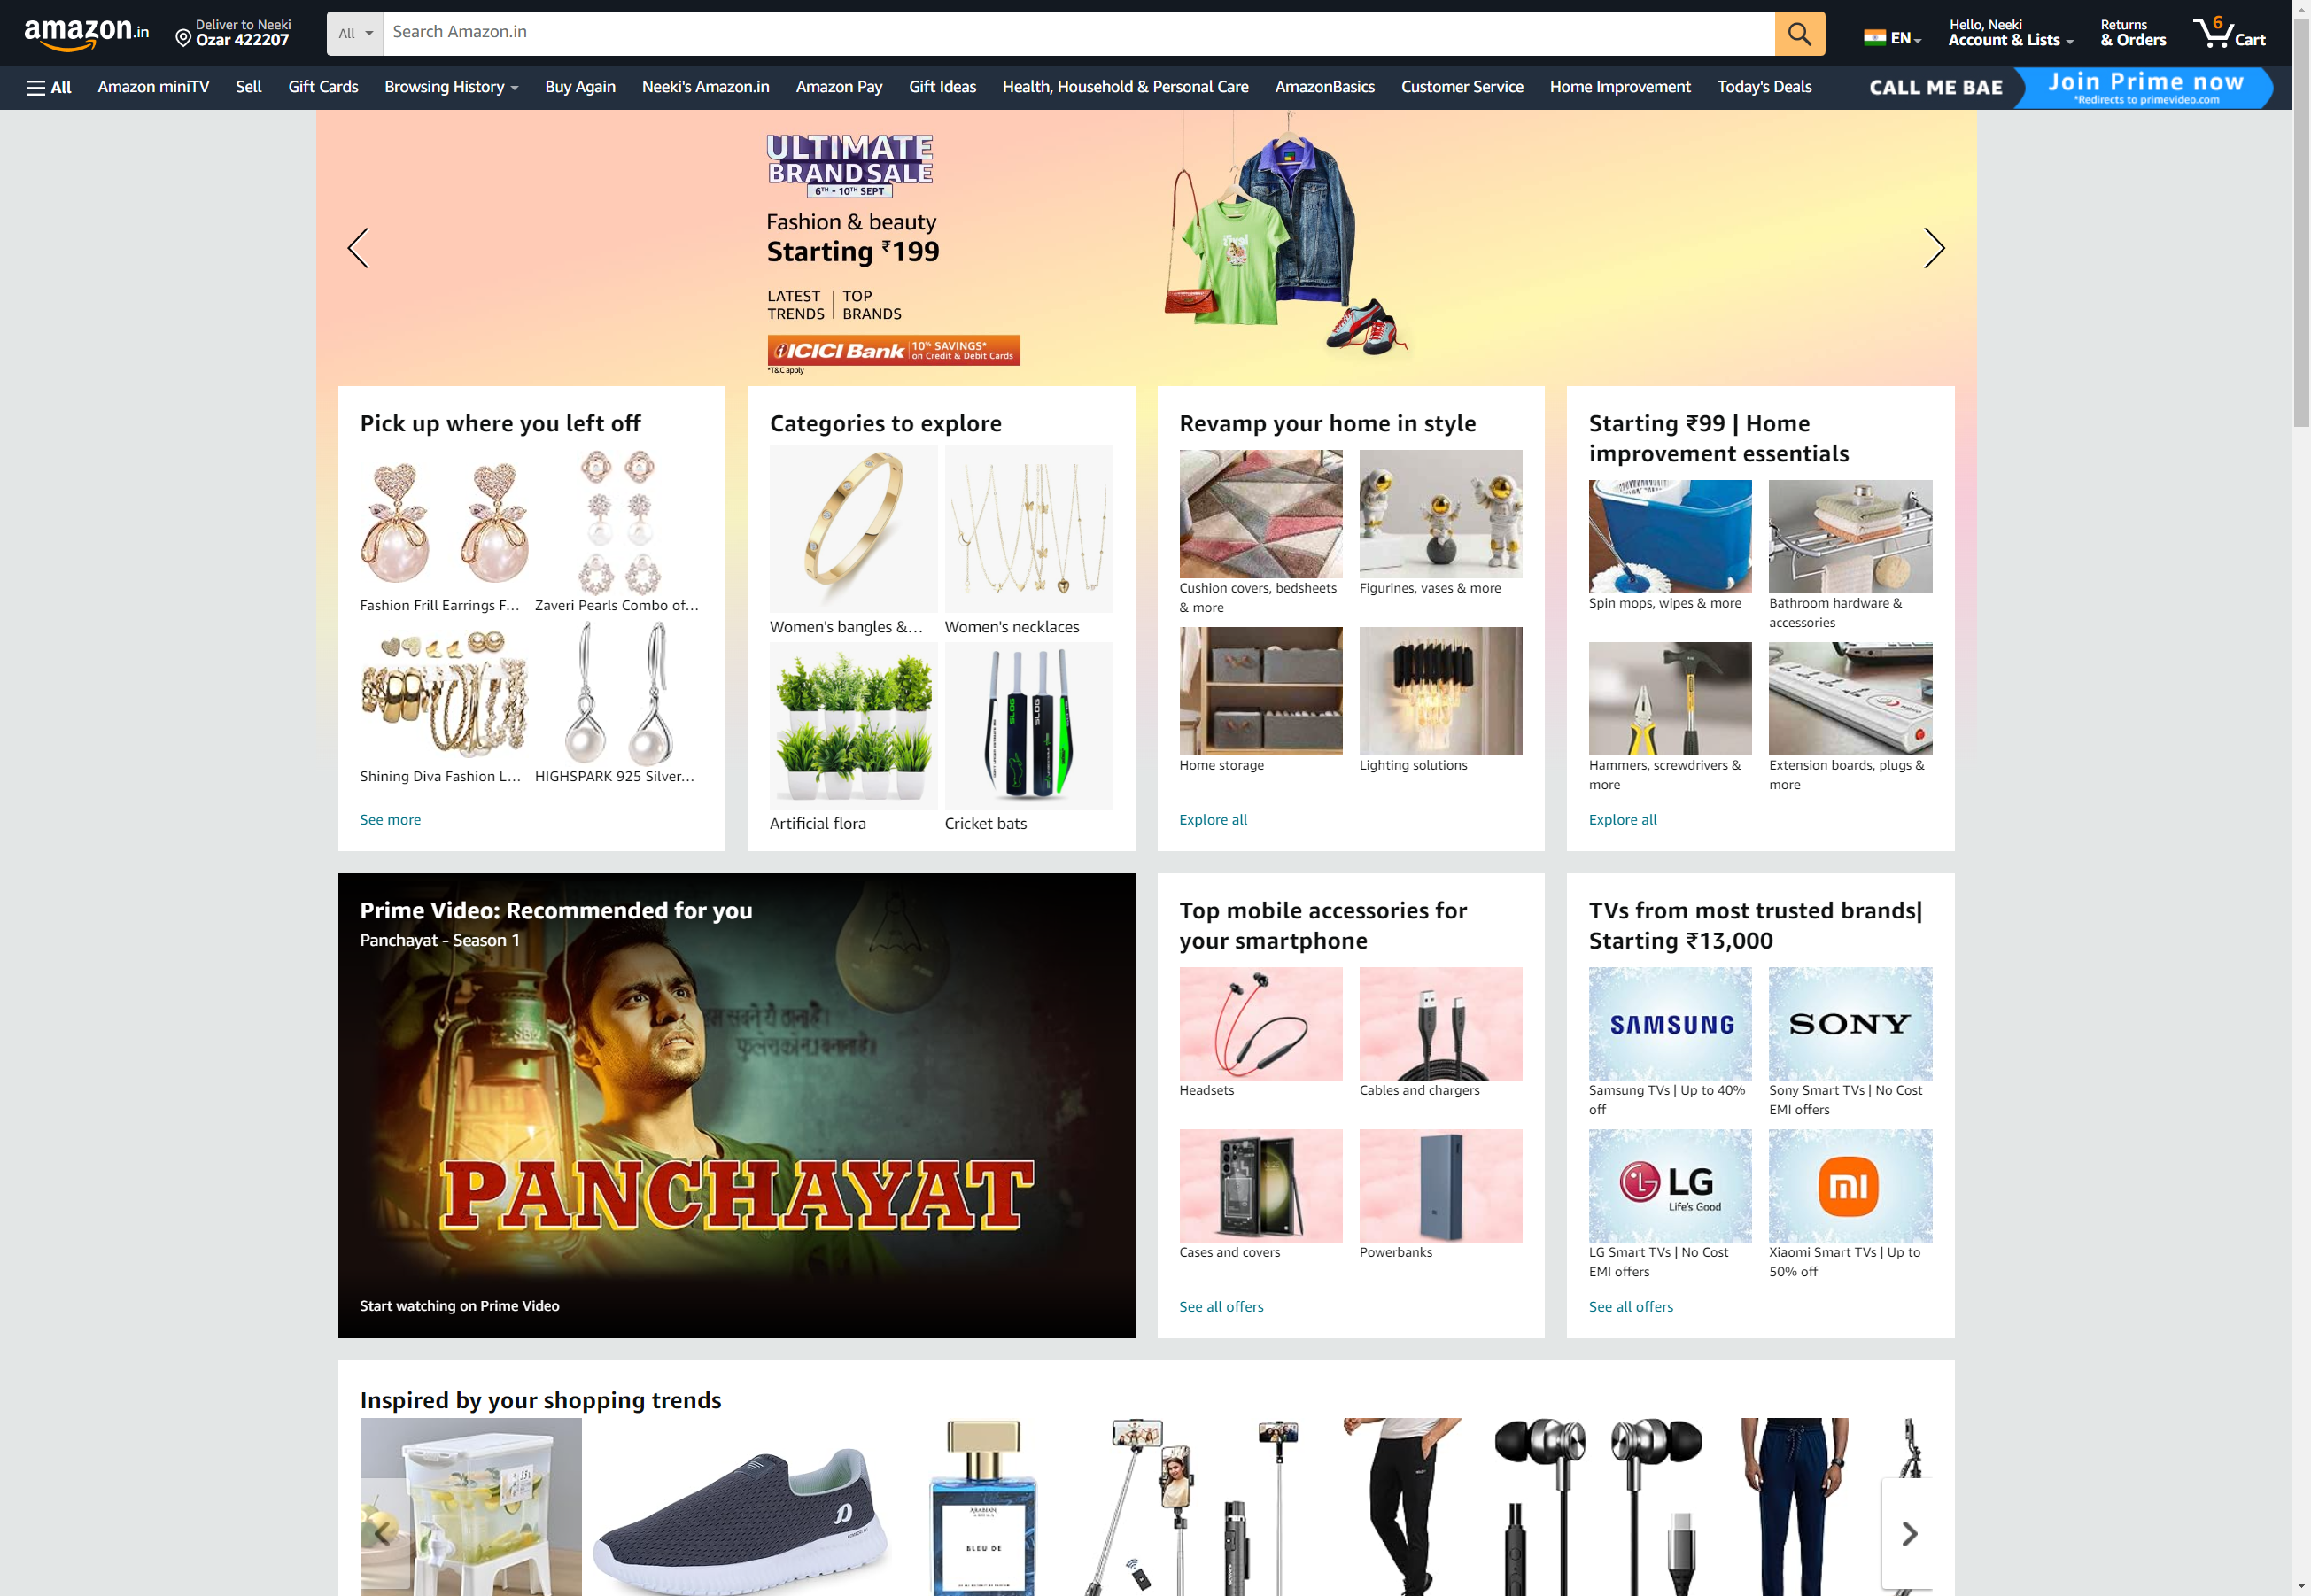 amazon.in
Deliver to Neeki
Ozar 422207
All
Search Amazon.in
EN
Hello, Neeki
Account & Lists
Returns
& Orders
6
Cart
All
Amazon miniTV
Sell
Gift Cards
Browsing History
Buy Again
Neeki's Amazon.in
Amazon Pay
Gift Ideas
Health, Household & Personal Care
AmazonBasics
Customer Service
Home Improvement
Today's Deals
CALL ME BAE
Join Prime now
*Redirects to primevideo.com
ULTIMATE
BRAND SALE
6TH - 10TH SEPT
Fashion & beauty
Starting ₹199
LATEST
TRENDS
TOP
BRANDS
ICICI Bank
10% SAVINGS*
on Credit & Debit Cards
*T&C apply
Pick up where you left off
Fashion Frill Earrings F...
Zaveri Pearls Combo of...
Shining Diva Fashion L...
HIGHSPARK 925 Silver...
See more
Categories to explore
Women's bangles &...
Women's necklaces
SLOG
SLOG
Artificial flora
Cricket bats
Revamp your home in style
Cushion covers, bedsheets
& more
Figurines, vases & more
Home storage
Lighting solutions
Explore all
Starting ₹99 | Home
improvement essentials
Spin mops, wipes & more
Bathroom hardware &
accessories
Hammers, screwdrivers &
more
Extension boards, plugs &
more
Explore all
Prime Video: Recommended for you
Panchayat - Season 1
PANCHAYAT
Start watching on Prime Video
Top mobile accessories for
your smartphone
Headsets
Cables and chargers
Cases and covers
Powerbanks
See all offers
TVs from most trusted brands|
Starting ₹13,000
SAMSUNG
SONY
Samsung TVs | Up to 40%
off
Sony Smart TVs | No Cost
EMI offers
LG
Life's Good
mi
LG Smart TVs | No Cost
EMI offers
Xiaomi Smart TVs | Up to
50% off
See all offers
Inspired by your shopping trends
ARABIAN
AROMA
BLEU DE